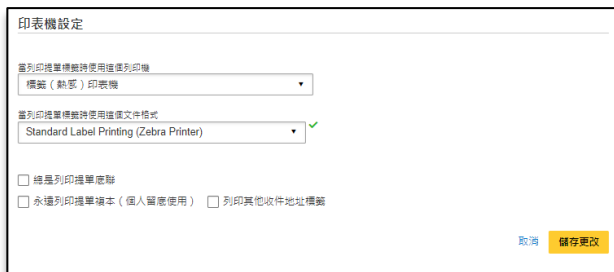 印表機設定
當列印提單標籤時使用這個列印機
標籤（熱感）印表機
當列印提單標籤時使用這個文件格式
Standard Label Printing (Zebra Printer)
總是列印提單底聯
永遠列印提單複本（個人留底使用） 列印其他收件地址標籤
取消 儲存更改